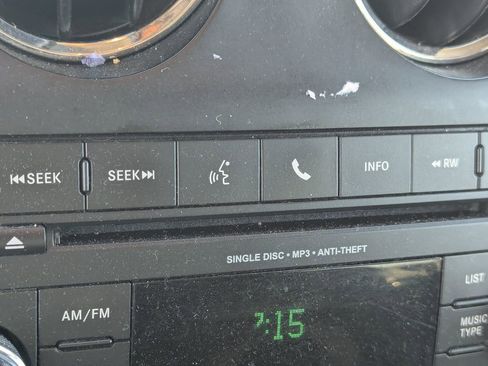 SEEK SEEK INFO RW
SINGLE DISC • MP3 • ANTI-THEFT
LIST
AM/FM
7:15
MUSIC
TYPE